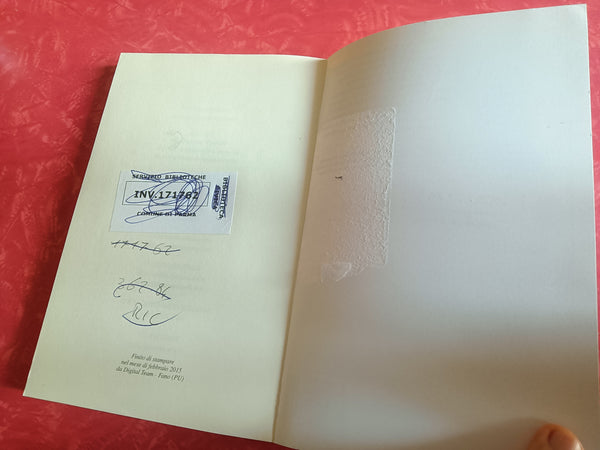 SERVIZIO BIBLIOTECHE
INV.171762
BIBLIOTECA
COMUNE DI PARMA
171762
RIC
Finito di stampare
nel mese di febbraio 2015
da Digital Team - Fano (PU)